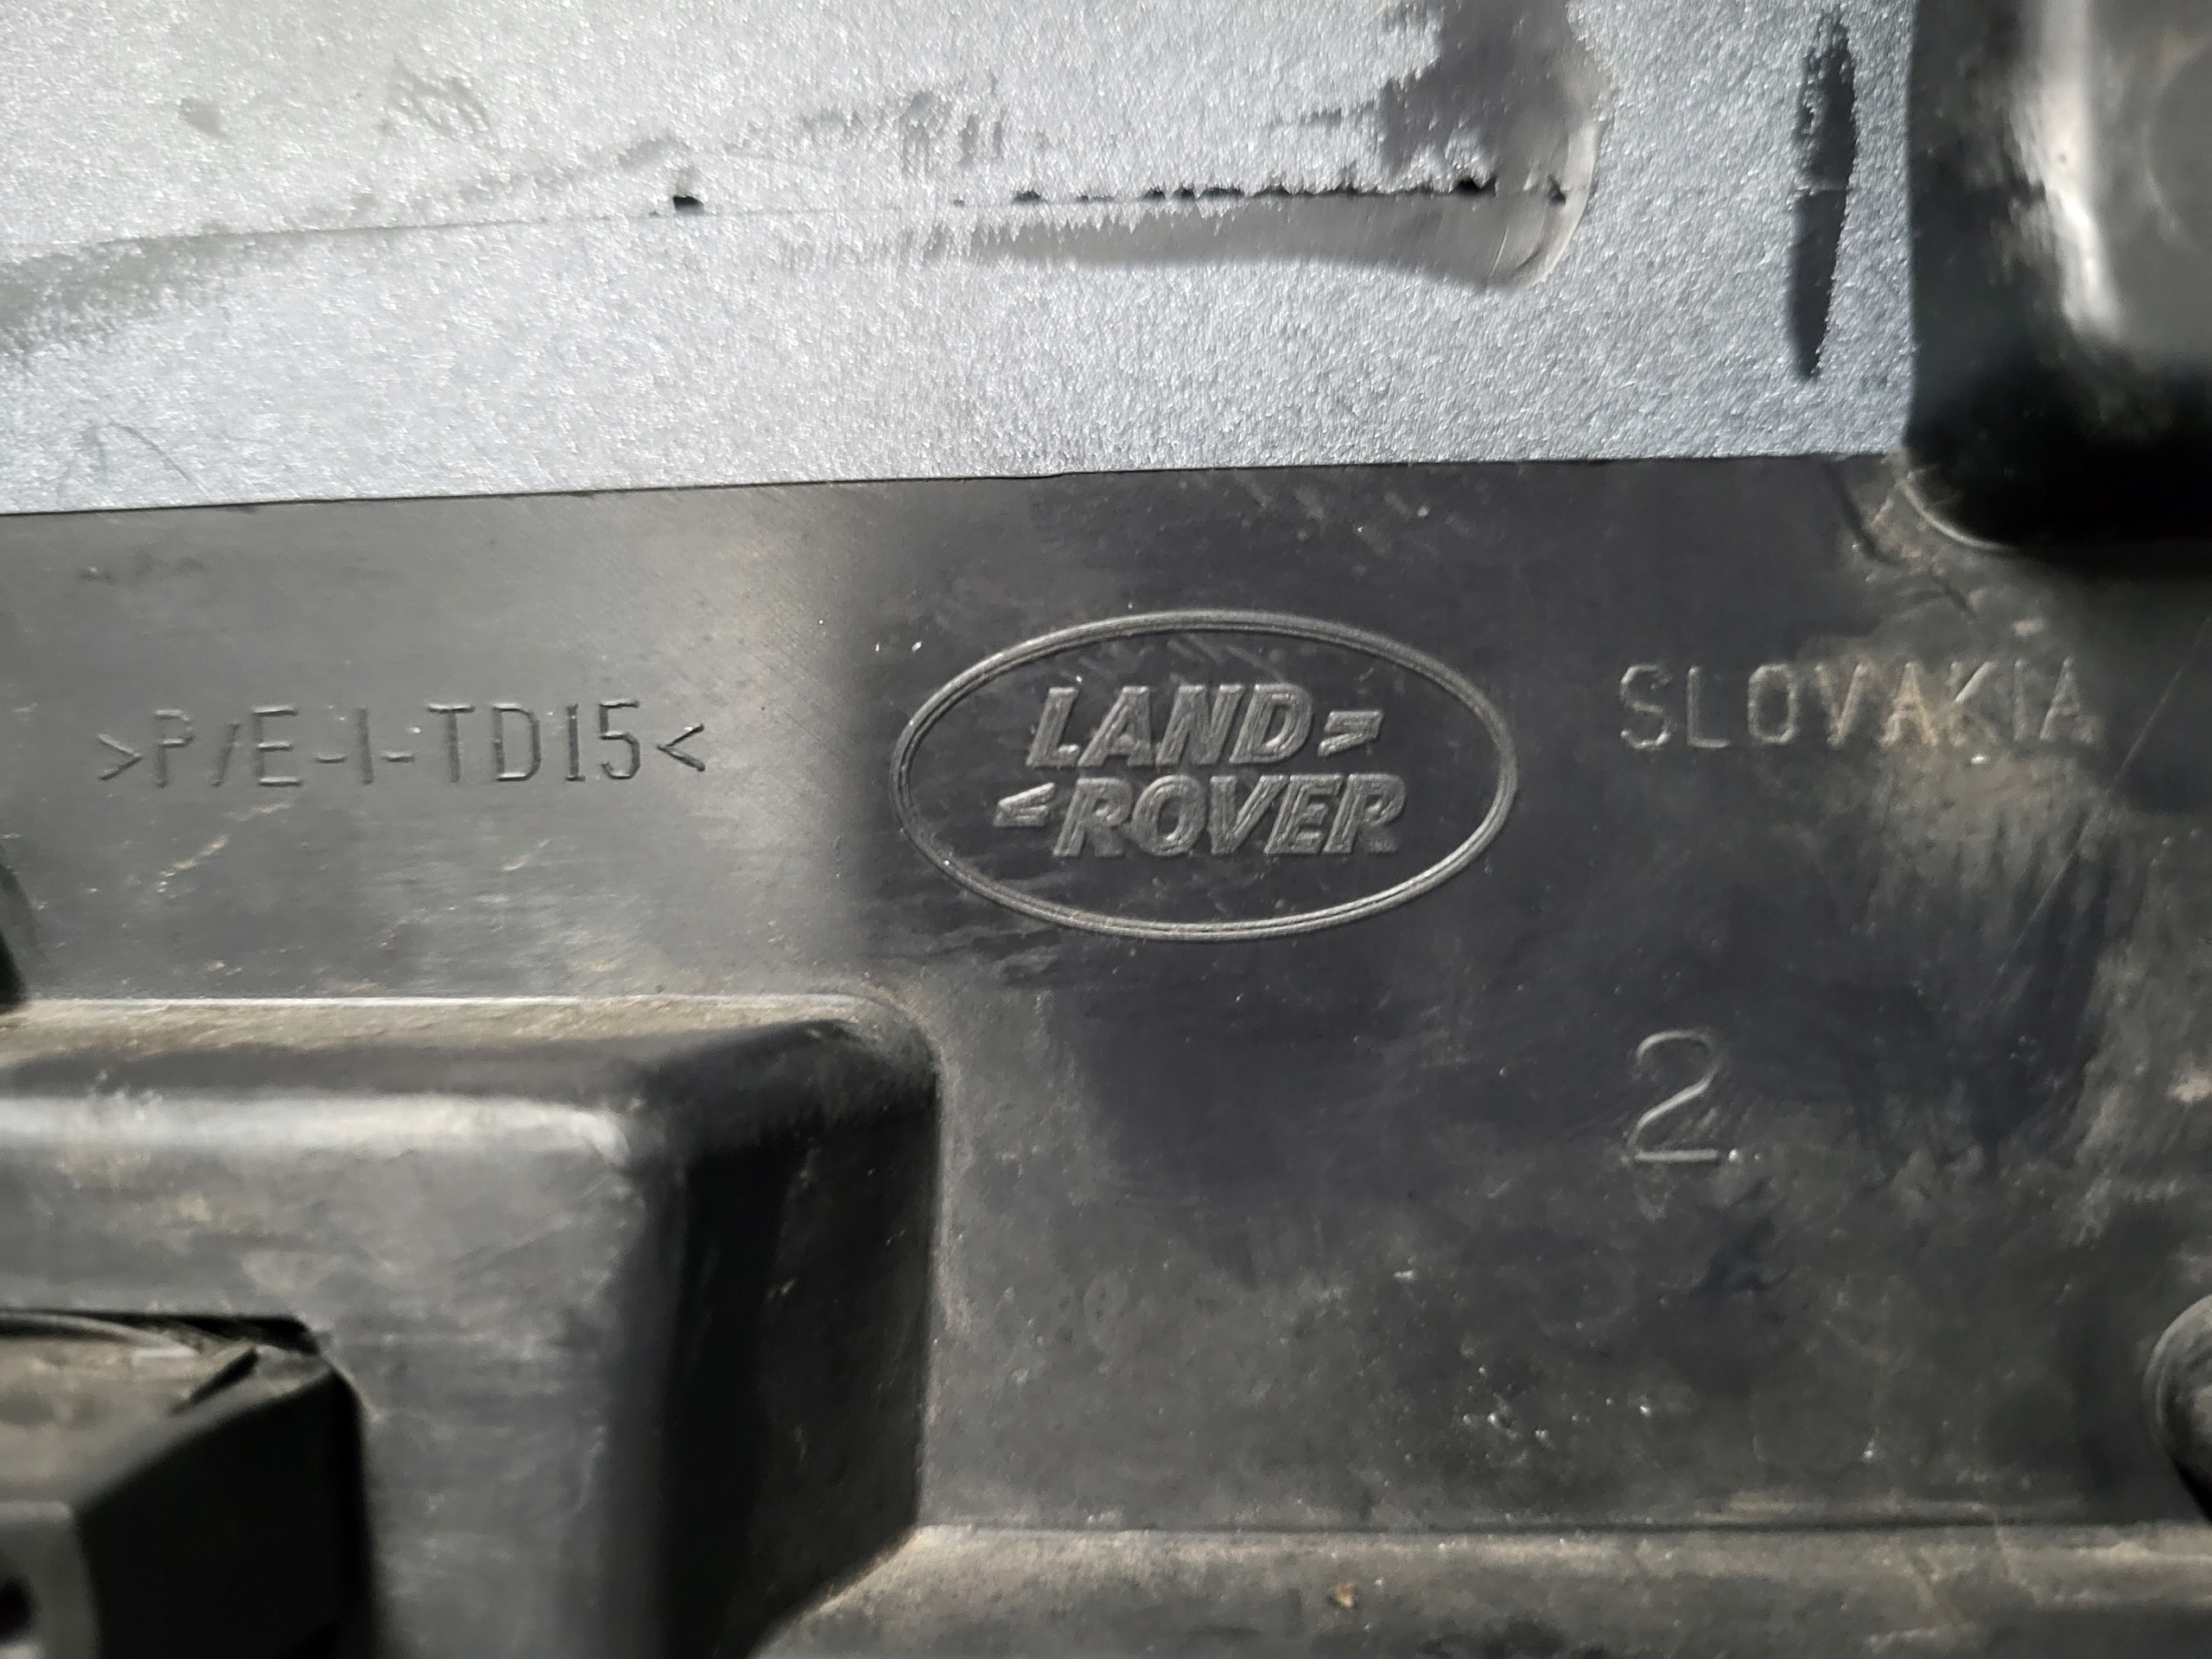 >P/E-I-TD15<
LAND
ROVER
SLOVAKIA
2